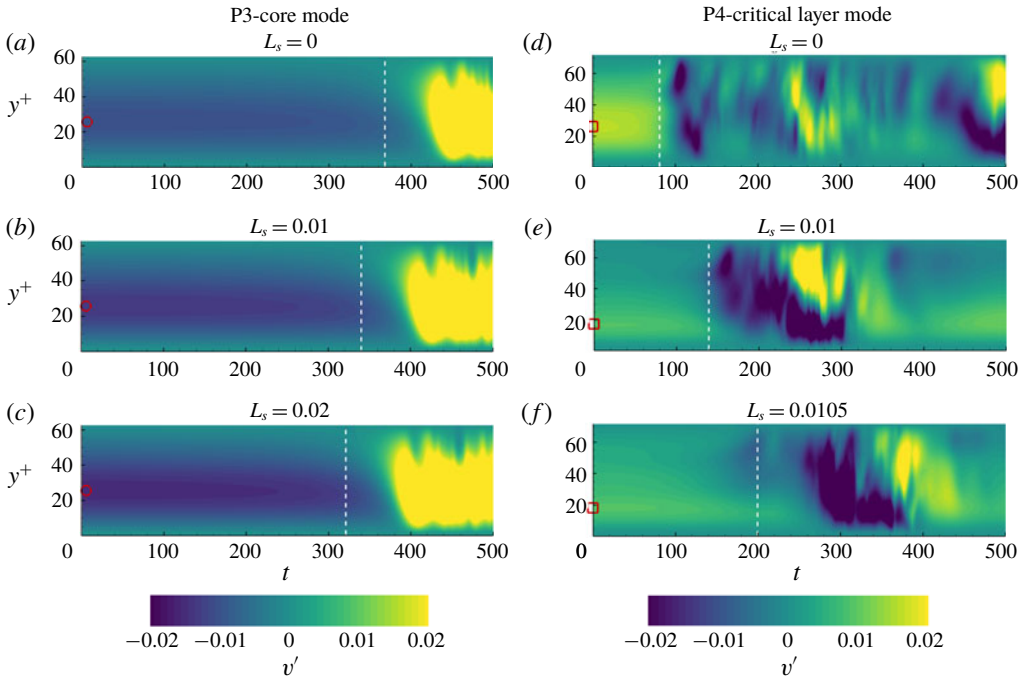 P3-core mode
P4-critical layer mode
(a)
L_s = 0
60
40
20
y^+
0
100
200
300
400
500
(d)
L_s = 0
60
40
20
0
100
200
300
400
500
(b)
L_s = 0.01
60
40
20
y^+
0
100
200
300
400
500
(e)
L_s = 0.01
60
40
20
0
100
200
300
400
500
(c)
L_s = 0.02
60
40
20
y^+
0
100
200
300
400
500
t
(f)
L_s = 0.0105
60
40
20
0
100
200
300
400
500
t
−0.02 −0.01 0 0.01 0.02
v′
−0.02 −0.01 0 0.01 0.02
v′